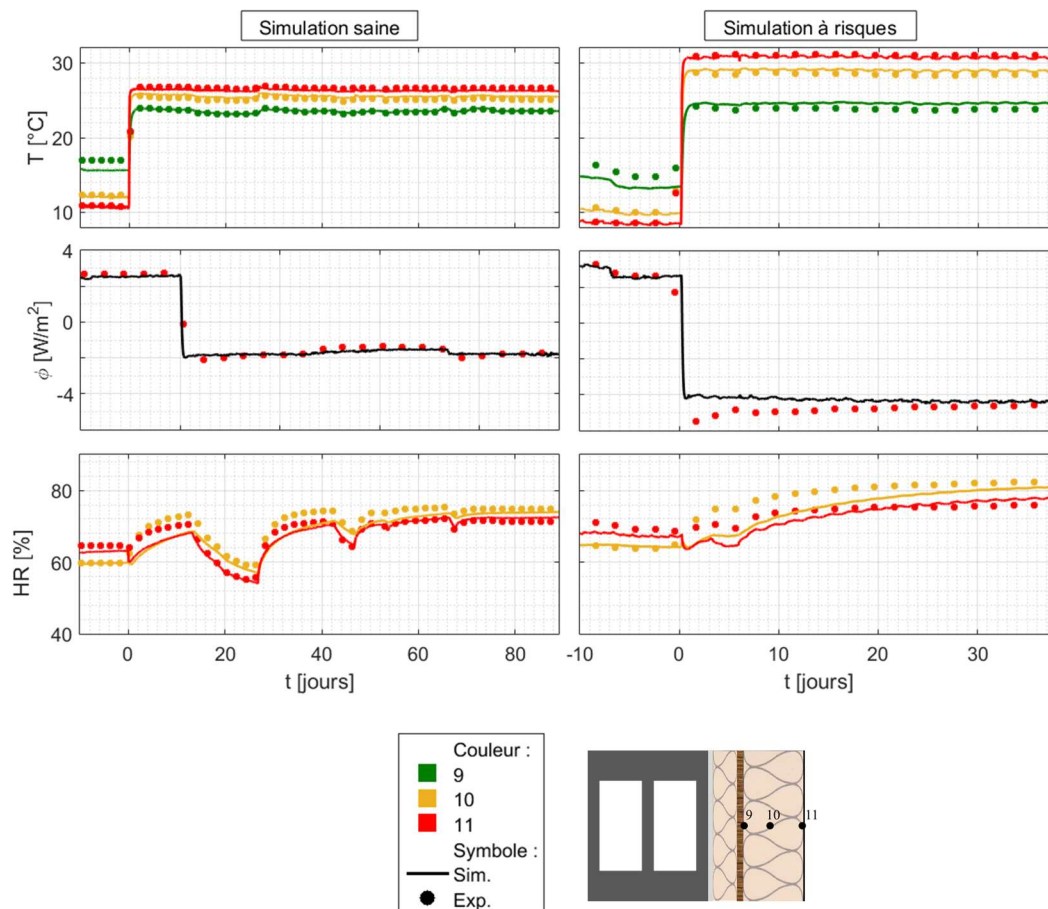 Simulation saine
Simulation à risques
30
20
10
T [°C]
4
0
-4
ϕ [W/m²]
80
60
40
HR [%]
0 20 40 60 80
-10 0 10 20 30
t [jours]
t [jours]
Couleur :
9
10
11
Symbole :
Sim.
Exp.
9 10 11